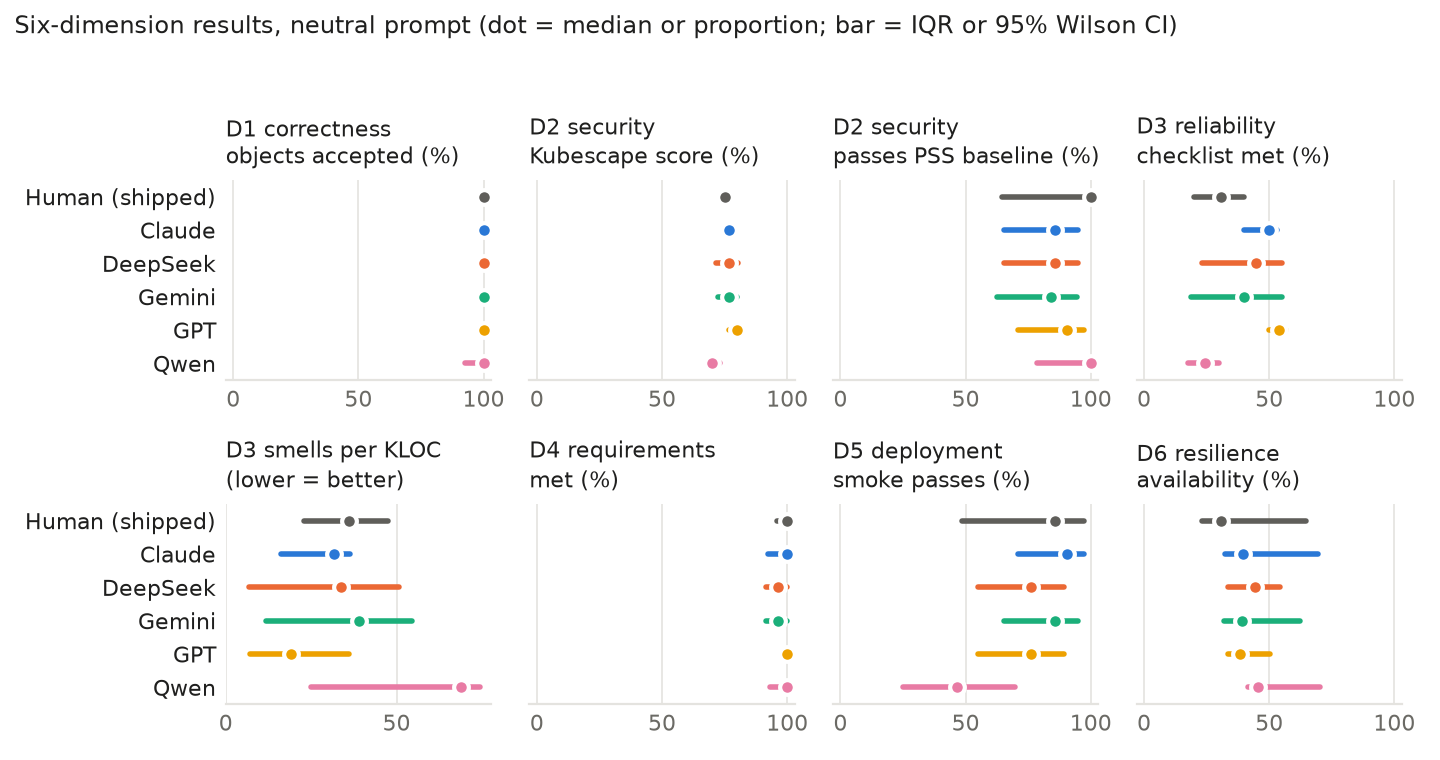 Six-dimension results, neutral prompt (dot = median or proportion; bar = IQR or 95% Wilson CI)
D1 correctness
objects accepted (%)
D2 security
Kubescape score (%)
D2 security
passes PSS baseline (%)
D3 reliability
checklist met (%)
Human (shipped)
Claude
DeepSeek
Gemini
GPT
Qwen
0 50 100
0 50 100
0 50 100
0 50 100
D3 smells per KLOC
(lower = better)
D4 requirements
met (%)
D5 deployment
smoke passes (%)
D6 resilience
availability (%)
Human (shipped)
Claude
DeepSeek
Gemini
GPT
Qwen
0 50
0 50 100
0 50 100
0 50 100